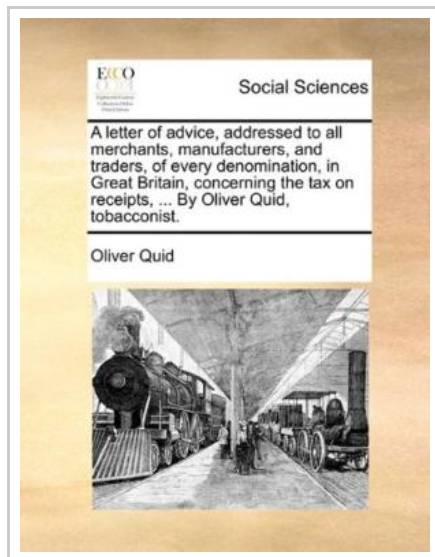 ECCO
Social Sciences
A letter of advice, addressed to all
merchants, manufacturers, and
traders, of every denomination, in
Great Britain, concerning the tax on
receipts, ... By Oliver Quid,
tobacconist.
Oliver Quid